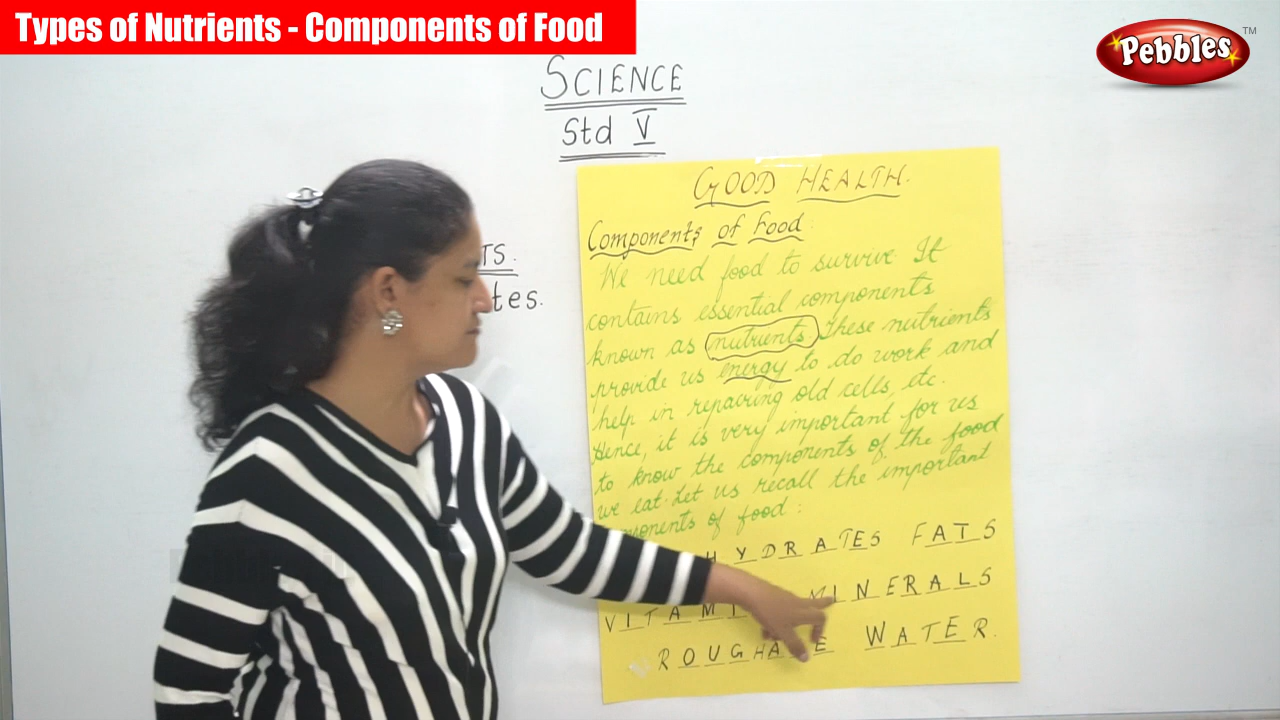 Types of Nutrients - Components of Food
Pebbles TM
SCIENCE
Std V
TS.
tes.
GOOD HEALTH.
Components of Food:
We need food to survive It
contains essential components
known as nutrients. These nutrients
provide us energy to do work and
help in repairing old cells, etc.
Hence, it is very important for us
to know the components of the food
we eat. Let us recall the important
ponents of food:
HYDRATES FATS
VITAMI MINERALS
ROUGHA E WATER.